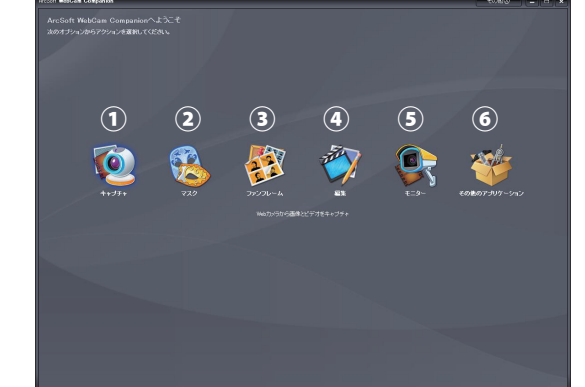 ArcSoft WebCam Companion
その他
ArcSoft WebCam Companionへようこそ
次のオプションからアクションを選択してください。
① ② ③ ④ ⑤ ⑥
キャプチャ マスク ファンフレーム 編集 モニター その他のアプリケーション
Webカメラから画像とビデオをキャプチャ